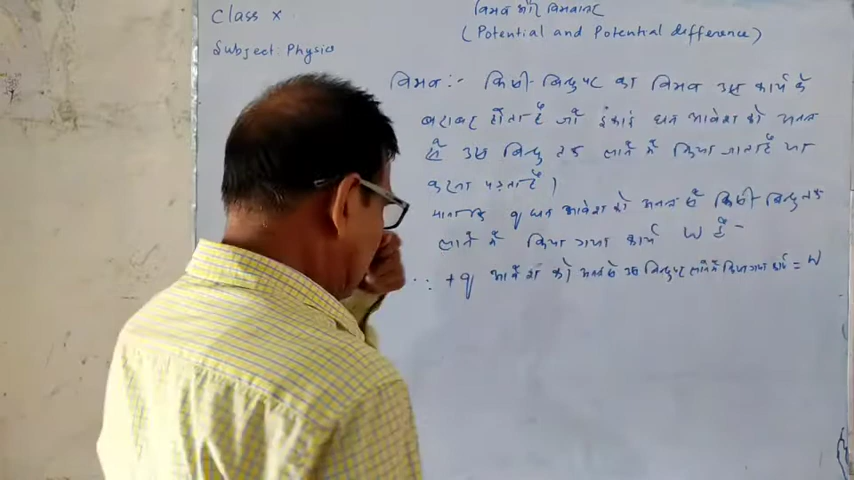 Class X
विभव और विभवान्तर
(Potential and Potential difference)
Subject: Physics
विभव :- किसी बिन्दु पर का विभव उस कार्य के
बराबर होता है जो इकाई धन आवेश को अनन्त
से उस बिन्दु तक लाने में किया जाता है या
करना पड़ता है।
माना कि q धन आवेश को अनन्त से किसी बिन्दु तक
लाने में किया गया कार्य W है
∴ +q आवेश को अनन्त से उस बिन्दु पर लाने में किया गया कार्य = W